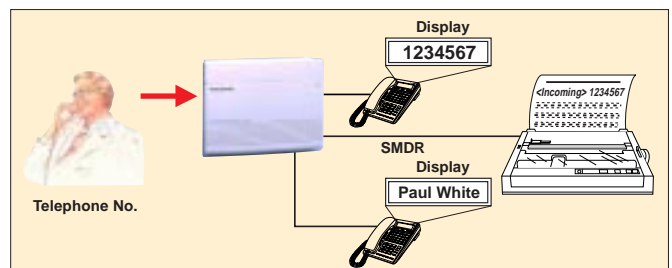 Display
1234567
<Incoming> 1234567
SMDR
Display
Paul White
Telephone No.